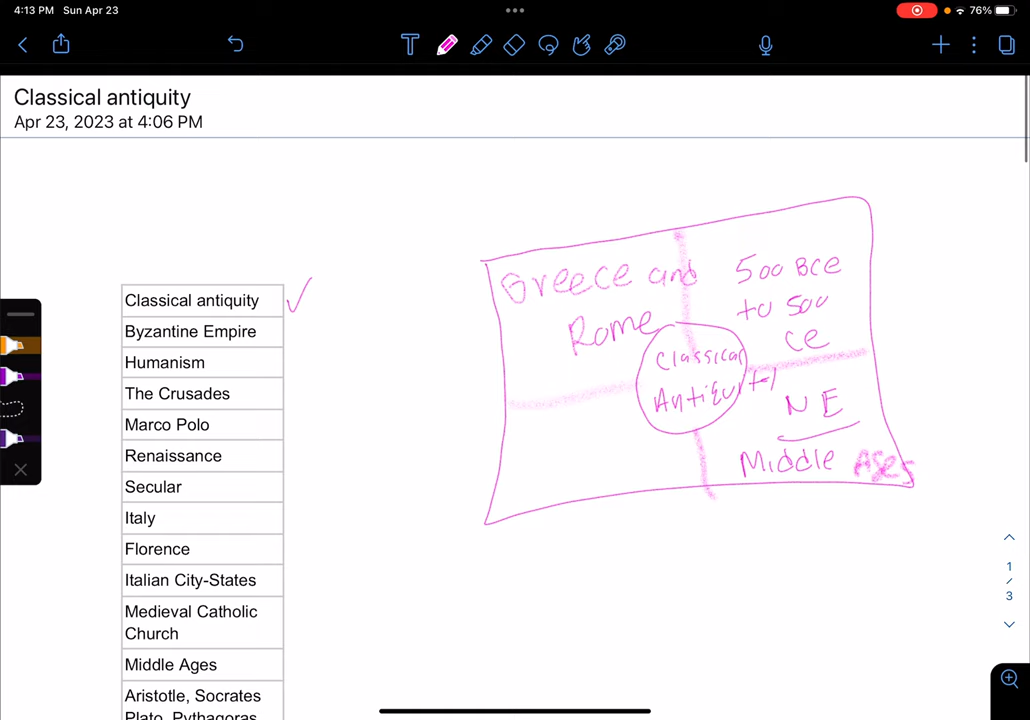 4:13 PM Sun Apr 23
76%
Classical antiquity
Apr 23, 2023 at 4:06 PM
Classical antiquity
Byzantine Empire
Humanism
The Crusades
Marco Polo
Renaissance
Secular
Italy
Florence
Italian City-States
Medieval Catholic
Church
Middle Ages
Aristotle, Socrates
Plato, Pythagoras
Greece and
Rome
500 BCE
to 500
CE
Classical
Antiquity
N E
Middle Ages
1
/
3